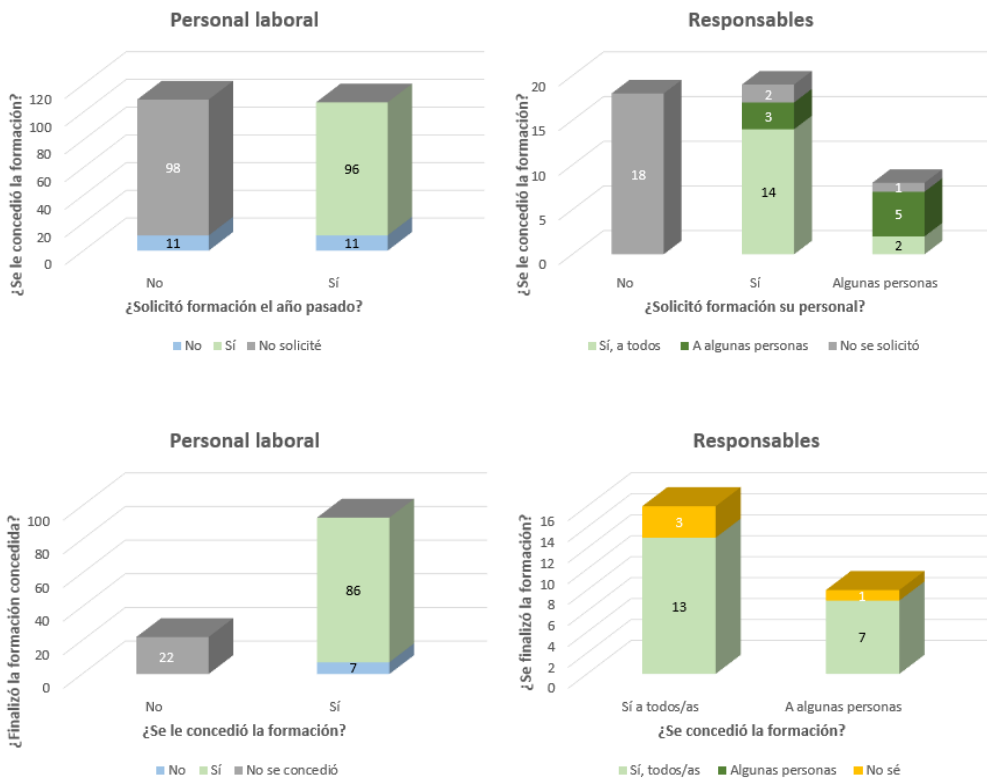 Personal laboral
¿Se le concedió la formación?
120
100
80
60
40
20
0
98
11
96
11
No
Sí
¿Solicitó formación el año pasado?
No
Sí
No solicité
Responsables
¿Se le concedió la formación?
20
15
10
5
0
18
2
3
14
1
5
2
No
Sí
Algunas personas
¿Solicitó formación su personal?
Sí, a todos
A algunas personas
No se solicitó
Personal laboral
¿Finalizó la formación concedida?
100
80
60
40
20
0
22
86
7
No
Sí
¿Se le concedió la formación?
No
Sí
No se concedió
Responsables
¿Se finalizó la formación?
16
14
12
10
8
6
4
2
0
3
13
1
7
Sí a todos/as
A algunas personas
¿Se concedió la formación?
Sí, todos/as
Algunas personas
No sé